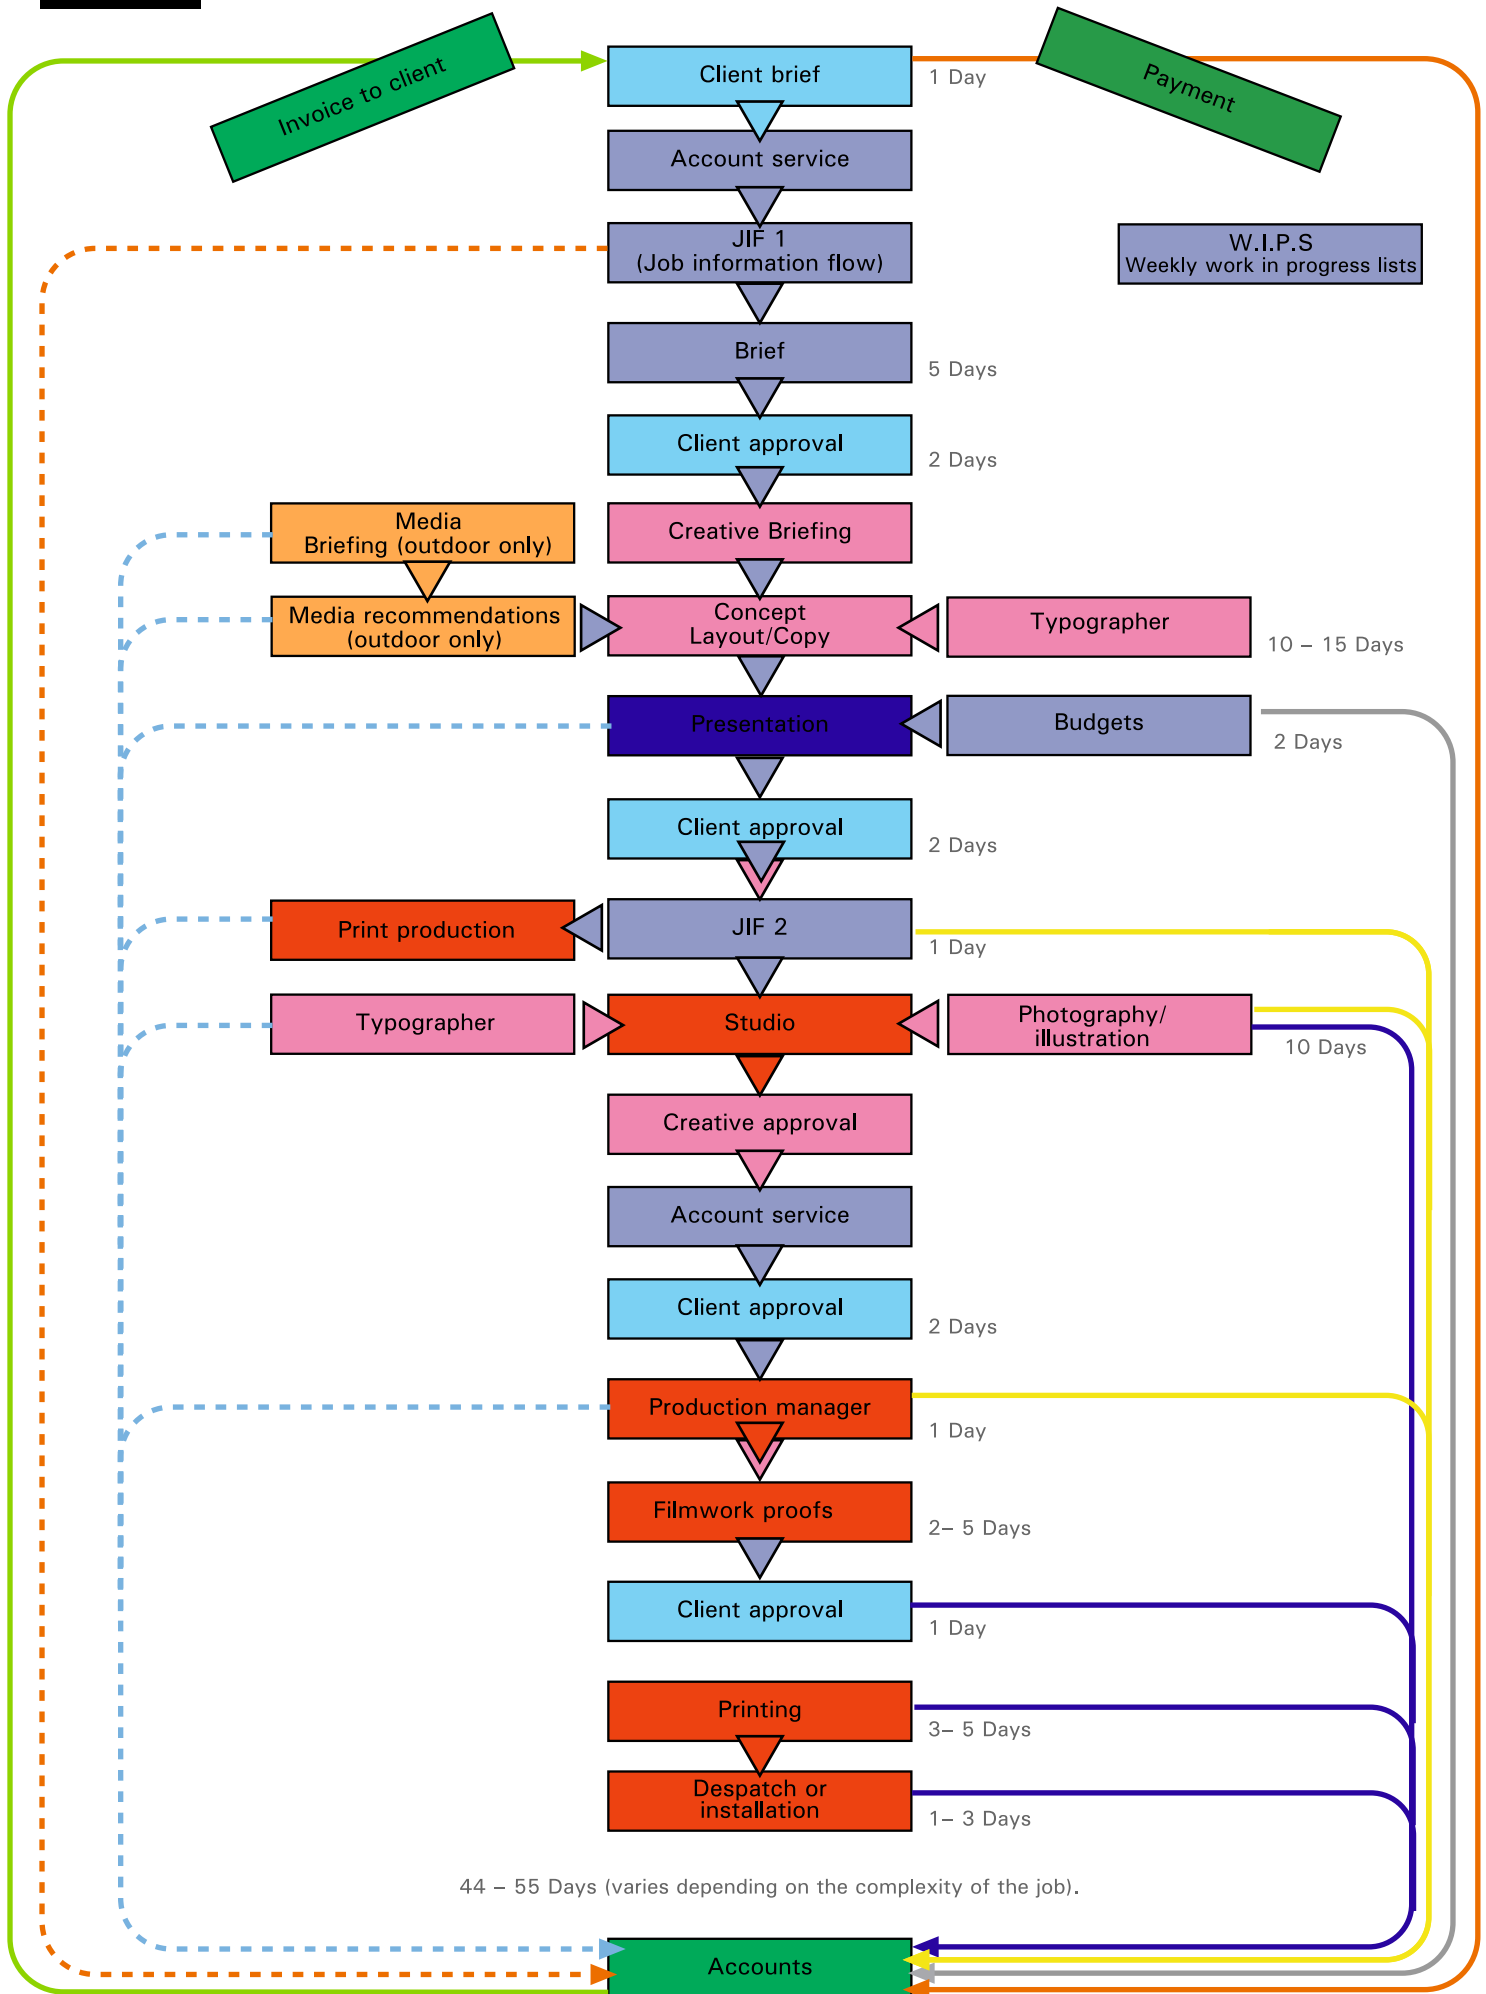 Invoice to client
Client brief
1 Day
Payment
Account service
JIF 1
(Job information flow)
W.I.P.S
Weekly work in progress lists
Brief
5 Days
Client approval
2 Days
Media
Briefing (outdoor only)
Creative Briefing
Media recommendations
(outdoor only)
Concept
Layout/Copy
Typographer
10 – 15 Days
Presentation
Budgets
2 Days
Client approval
2 Days
Print production
JIF 2
1 Day
Typographer
Studio
Photography/
illustration
10 Days
Creative approval
Account service
Client approval
2 Days
Production manager
1 Day
Filmwork proofs
2– 5 Days
Client approval
1 Day
Printing
3– 5 Days
Despatch or
installation
1– 3 Days
44 – 55 Days (varies depending on the complexity of the job).
Accounts